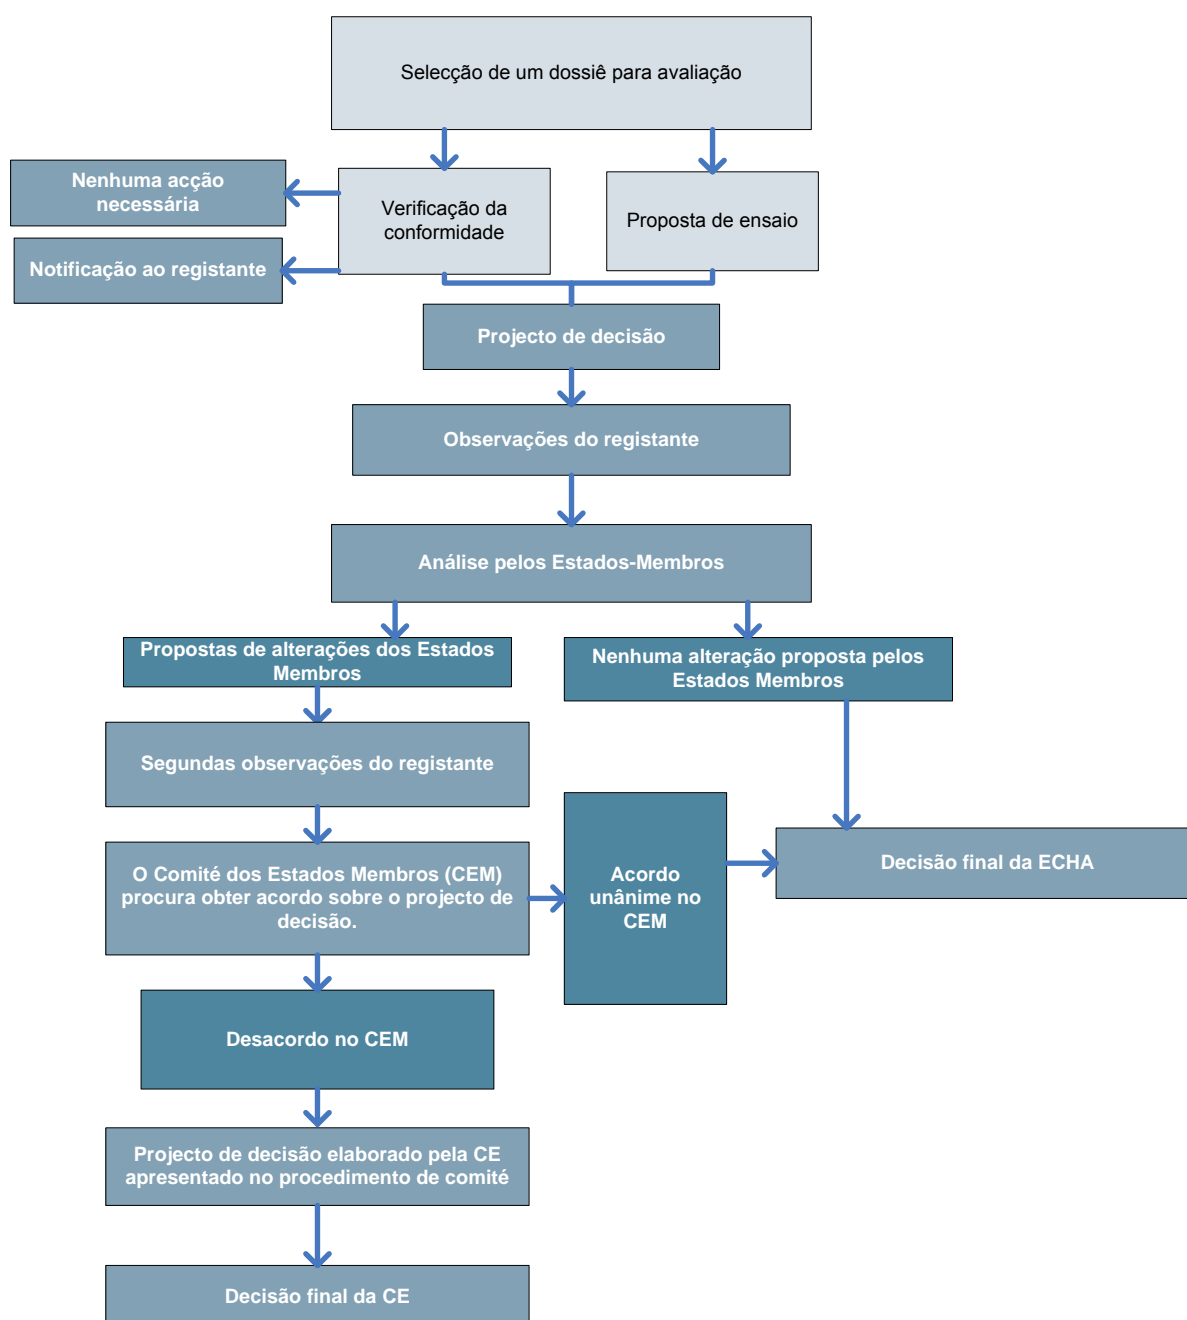 Selecção de um dossiê para avaliação
Nenhuma acção
necessária
Verificação da
conformidade
Proposta de ensaio
Notificação ao registante
Projecto de decisão
Observações do registante
Análise pelos Estados-Membros
Propostas de alterações dos Estados
Membros
Nenhuma alteração proposta pelos
Estados Membros
Segundas observações do registante
O Comité dos Estados Membros (CEM)
procura obter acordo sobre o projecto de
decisão.
Acordo
unânime no
CEM
Decisão final da ECHA
Desacordo no CEM
Projecto de decisão elaborado pela CE
apresentado no procedimento de comité
Decisão final da CE